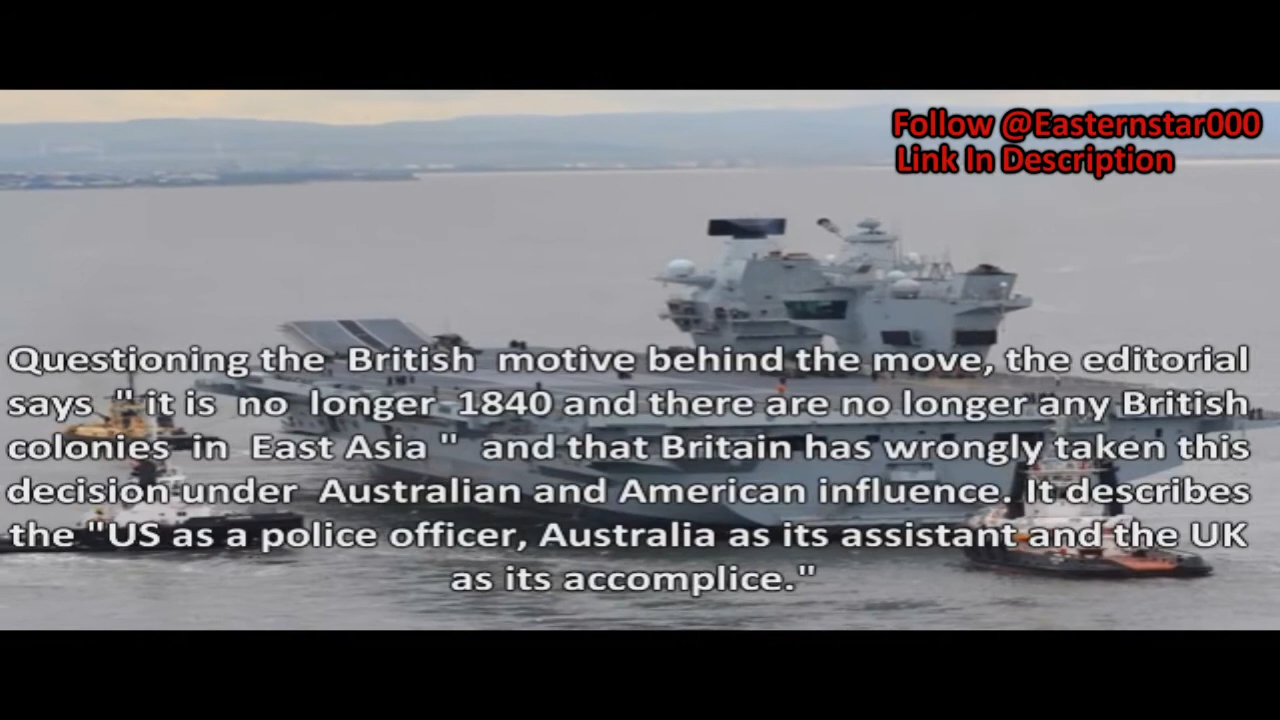 Follow @Easternstar000
Link In Description
Questioning the British motive behind the move, the editorial
says " it is no longer 1840 and there are no longer any British
colonies in East Asia " and that Britain has wrongly taken this
decision under Australian and American influence. It describes
the "US as a police officer, Australia as its assistant and the UK
as its accomplice."